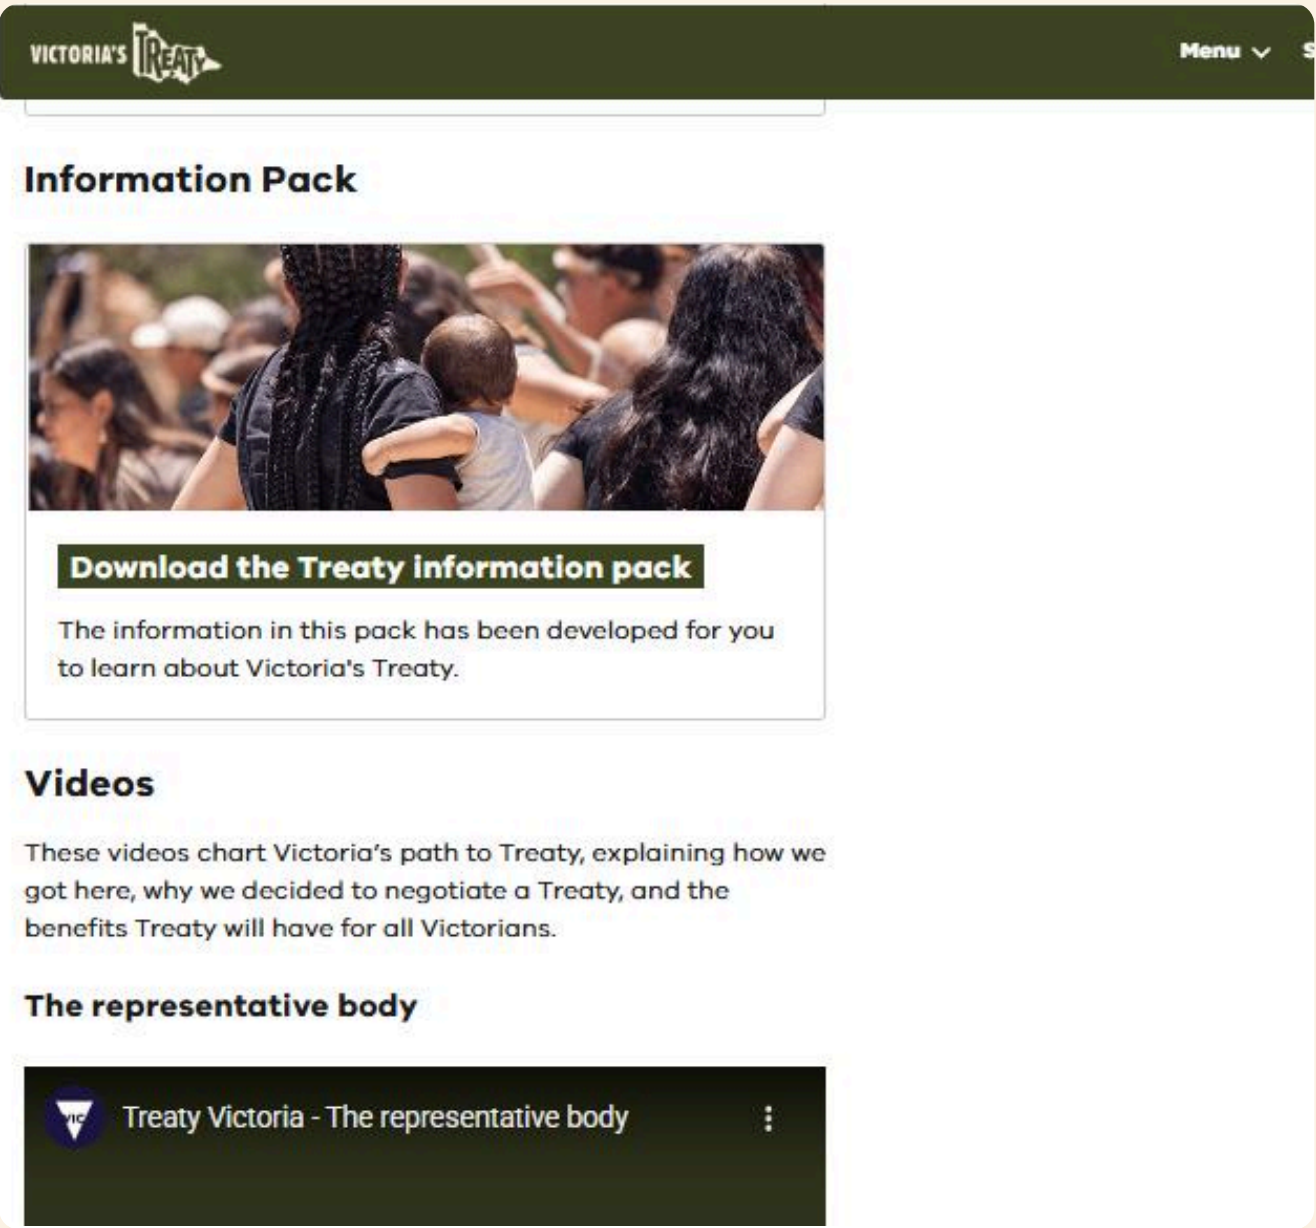 VICTORIA'S TREATY
Menu
Information Pack
Download the Treaty information pack
The information in this pack has been developed for you
to learn about Victoria's Treaty.
Videos
These videos chart Victoria's path to Treaty, explaining how we
got here, why we decided to negotiate a Treaty, and the
benefits Treaty will have for all Victorians.
The representative body
VIC
Treaty Victoria - The representative body